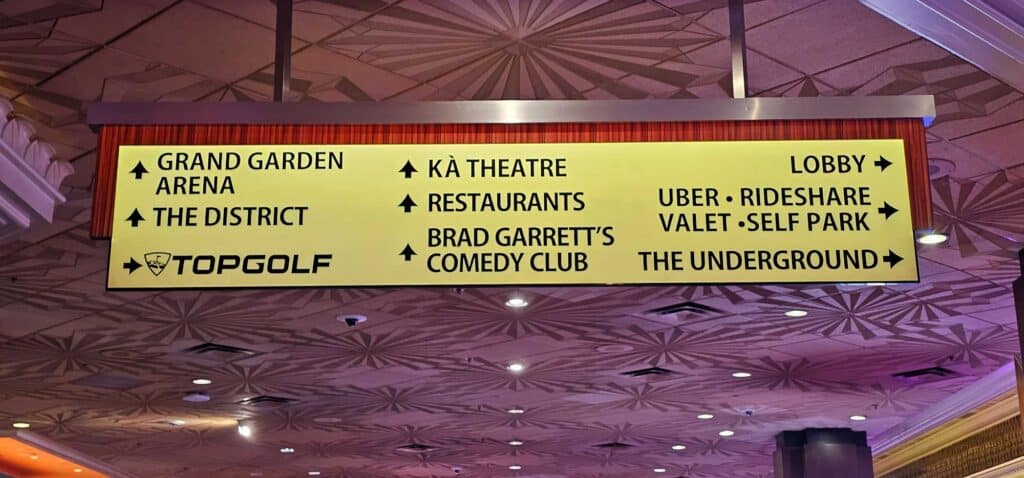 GRAND GARDEN
ARENA
THE DISTRICT
TOPGOLF
KÀ THEATRE
RESTAURANTS
BRAD GARRETT'S
COMEDY CLUB
LOBBY
UBER • RIDESHARE
VALET •SELF PARK
THE UNDERGROUND